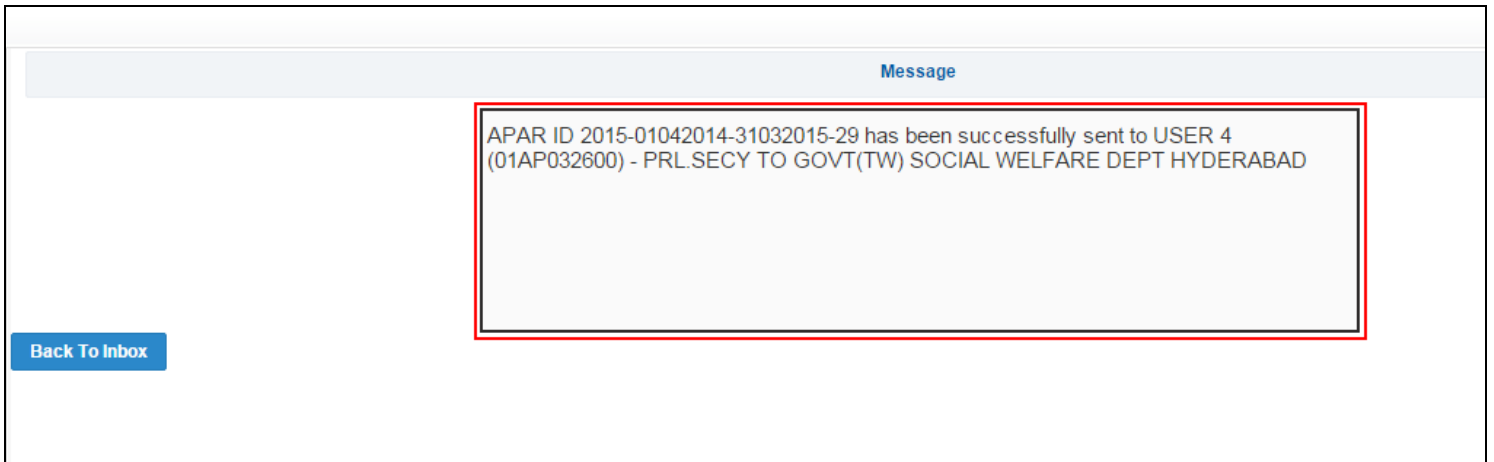 Message
APAR ID 2015-01042014-31032015-29 has been successfully sent to USER 4
(01AP032600) - PRL.SECY TO GOVT(TW) SOCIAL WELFARE DEPT HYDERABAD
Back To Inbox